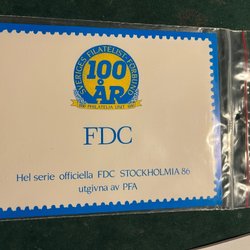 SVERIGES FILATELIST-FÖRBUND
100
ÅR
FDC
Hel serie officiella FDC STOCKHOLMIA 86
utgivna av PFA